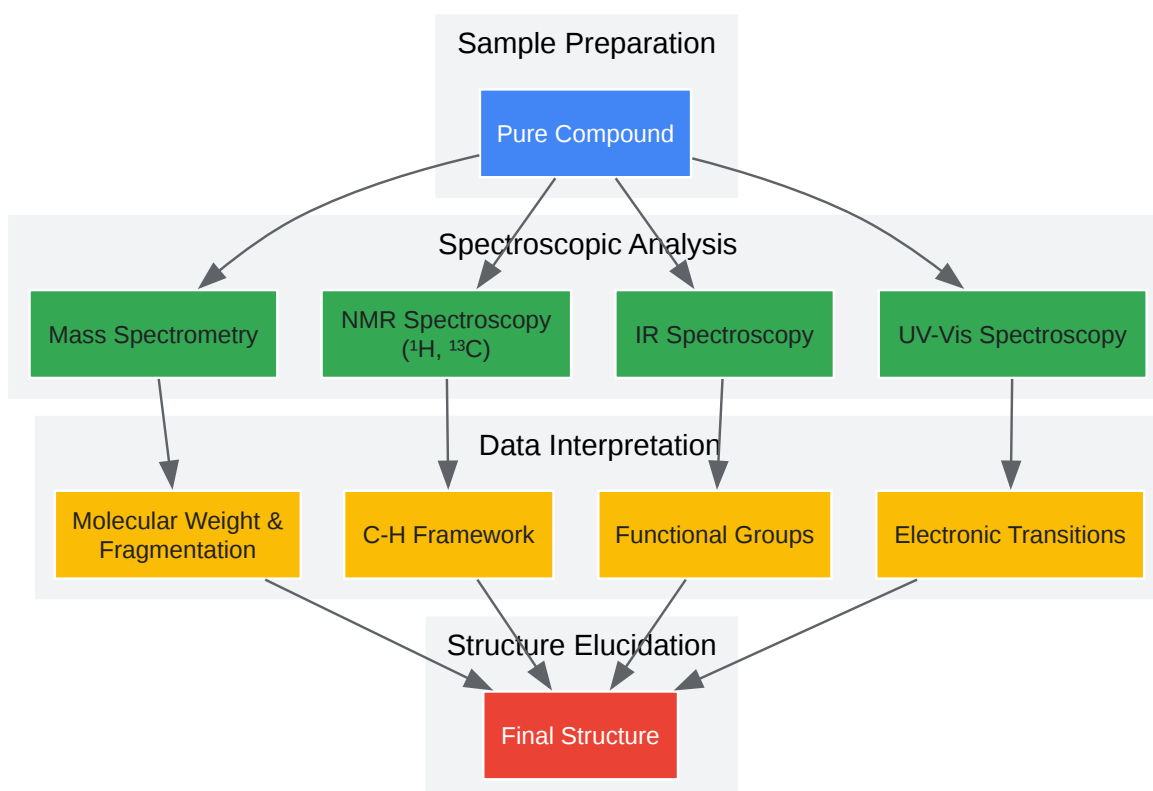 Sample Preparation
Pure Compound
Spectroscopic Analysis
Mass Spectrometry
NMR Spectroscopy
(¹H, ¹³C)
IR Spectroscopy
UV-Vis Spectroscopy
Data Interpretation
Molecular Weight &
Fragmentation
C-H Framework
Functional Groups
Electronic Transitions
Structure Elucidation
Final Structure